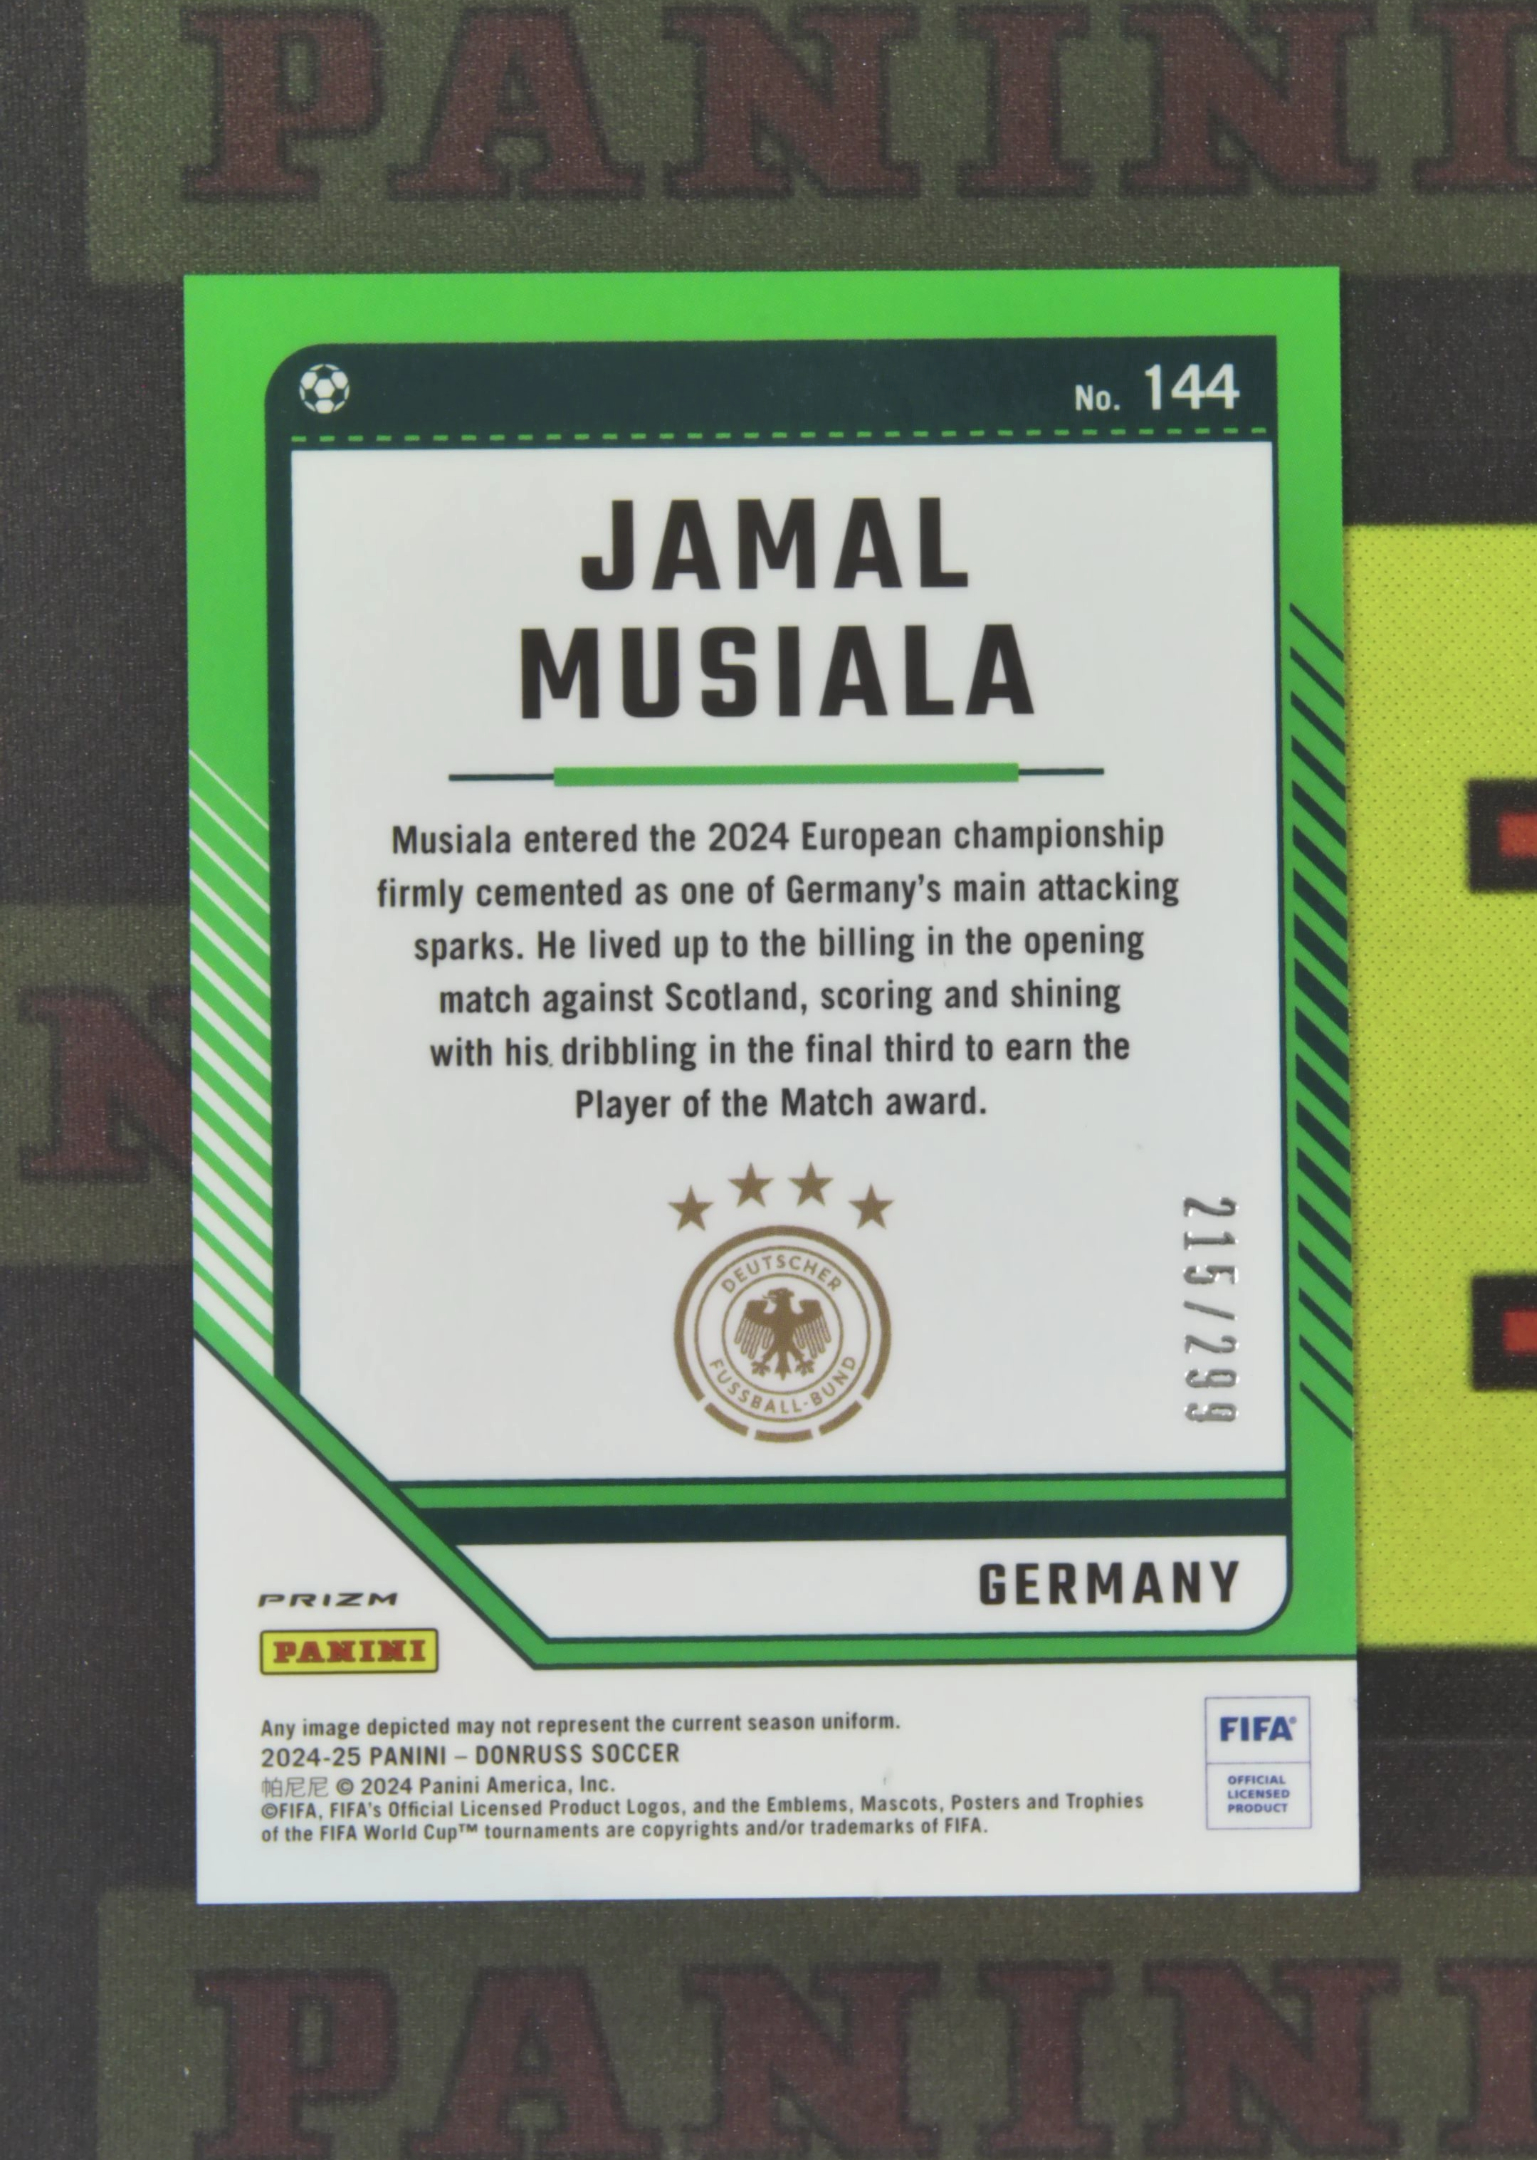 PANINI
No. 144
JAMAL
MUSIALA
Musiala entered the 2024 European championship
firmly cemented as one of Germany's main attacking
sparks. He lived up to the billing in the opening
match against Scotland, scoring and shining
with his dribbling in the final third to earn the
Player of the Match award.
DEUTSCHER
FUSSBALL-BUND
215/299
GERMANY
PRIZM
PANINI
Any image depicted may not represent the current season uniform.
2024-25 PANINI – DONRUSS SOCCER
帕尼尼 © 2024 Panini America, Inc.
©FIFA, FIFA's Official Licensed Product Logos, and the Emblems, Mascots, Posters and Trophies
of the FIFA World Cup™ tournaments are copyrights and/or trademarks of FIFA.
FIFA®
OFFICIAL
LICENSED
PRODUCT
PANINI